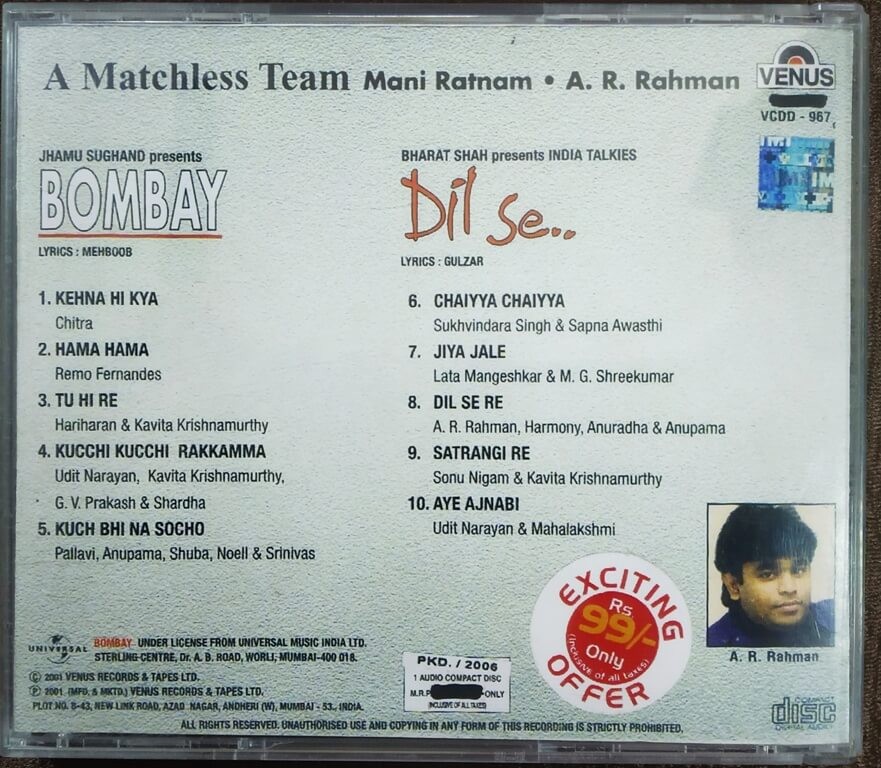 A Matchless Team Mani Ratnam • A. R. Rahman
VENUS
VCDD - 967
JHAMU SUGHAND presents
BOMBAY
LYRICS : MEHBOOB
1. KEHNA HI KYA
Chitra
2. HAMA HAMA
Remo Fernandes
3. TU HI RE
Hariharan & Kavita Krishnamurthy
4. KUCCHI KUCCHI RAKKAMMA
Udit Narayan, Kavita Krishnamurthy,
G. V. Prakash & Shardha
5. KUCH BHI NA SOCHO
Pallavi, Anupama, Shuba, Noell & Srinivas
BHARAT SHAH presents INDIA TALKIES
Dil se..
LYRICS : GULZAR
6. CHAIYYA CHAIYYA
Sukhvindara Singh & Sapna Awasthi
7. JIYA JALE
Lata Mangeshkar & M. G. Shreekumar
8. DIL SE RE
A. R. Rahman, Harmony, Anuradha & Anupama
9. SATRANGI RE
Sonu Nigam & Kavita Krishnamurthy
10. AYE AJNABI
Udit Narayan & Mahalakshmi
A. R. Rahman
EXCITING
Rs.
99/-
Only
(inclusive of all taxes)
OFFER
UNIVERSAL
BOMBAY UNDER LICENSE FROM UNIVERSAL MUSIC INDIA LTD.
STERLING CENTRE, Dr. A. B. ROAD, WORLI, MUMBAI-400 018.
© 2001 VENUS RECORDS & TAPES LTD.
℗ 2001 (MFD. & MKTD.) VENUS RECORDS & TAPES LTD.
PLOT NO. B-43, NEW LINK ROAD, AZAD NAGAR, ANDHERI (W), MUMBAI - 53. INDIA.
PKD. / 2006
1 AUDIO COMPACT DISC
M.R.P. -ONLY
(INCLUSIVE OF ALL TAXES)
COMPACT
disc
DIGITAL AUDIO
ALL RIGHTS RESERVED. UNAUTHORISED USE AND COPYING IN ANY FORM OF THIS RECORDING IS STRICTLY PROHIBITED.